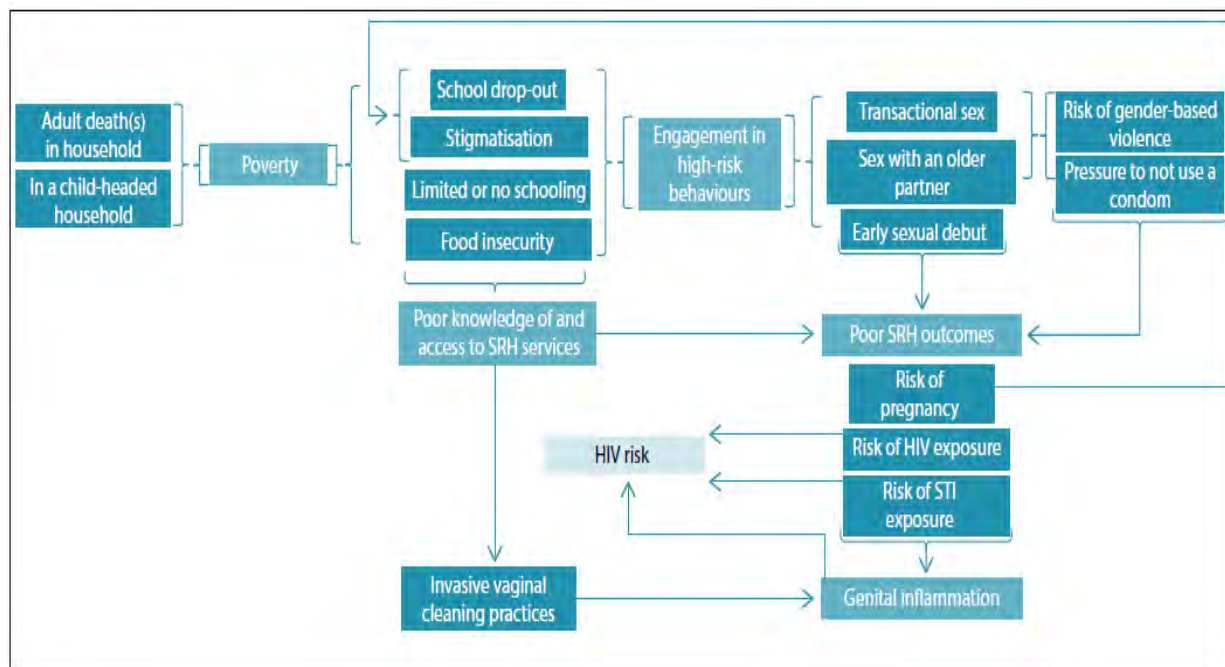 Adult death(s)
in household
In a child-headed
household
Poverty
School drop-out
Stigmatisation
Limited or no schooling
Food insecurity
Poor knowledge of and
access to SRH services
Engagement in
high-risk
behaviours
Transactional sex
Sex with an older
partner
Early sexual debut
Risk of gender-based
violence
Pressure to not use a
condom
Poor SRH outcomes
Risk of
pregnancy
Risk of HIV exposure
Risk of STI
exposure
HIV risk
Invasive vaginal
cleaning practices
Genital inflammation